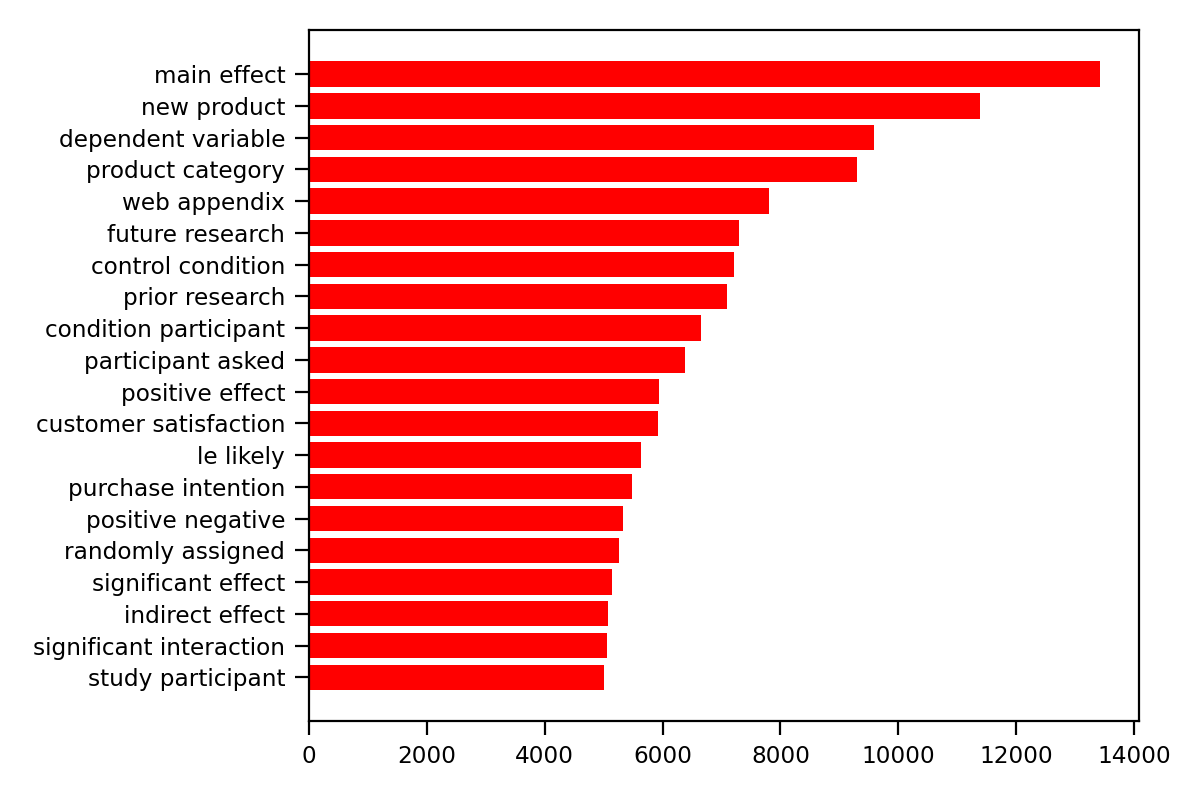 main effect
new product
dependent variable
product category
web appendix
future research
control condition
prior research
condition participant
participant asked
positive effect
customer satisfaction
le likely
purchase intention
positive negative
randomly assigned
significant effect
indirect effect
significant interaction
study participant
0 2000 4000 6000 8000 10000 12000 14000